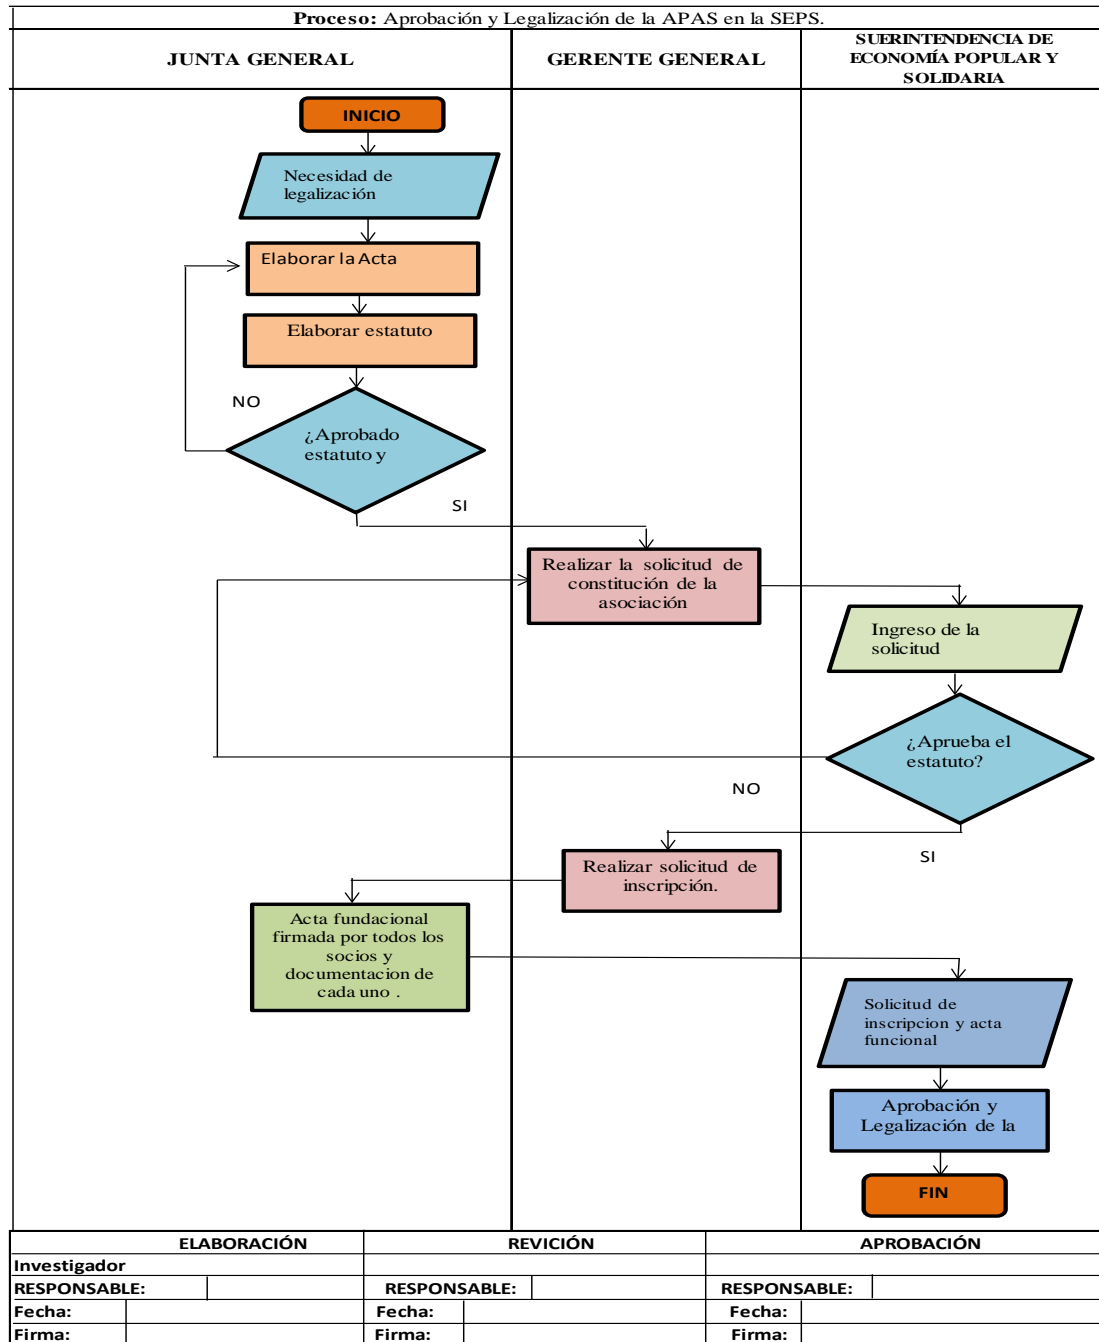 Proceso: Aprobación y Legalización de la APAS en la SEPS.
JUNTA GENERAL
GERENTE GENERAL
SUERINTENDENCIA DE
ECONOMÍA POPULAR Y
SOLIDARIA
INICIO
Necesidad de
legalización
Elaborar la Acta
Elaborar estatuto
NO
¿Aprobado
estatuto y
SI
Realizar la solicitud de
constitución de la
asociación
Ingreso de la
solicitud
¿Aprueba el
estatuto?
NO
SI
Realizar solicitud de
inscripción.
Acta fundacional
firmada por todos los
socios y
documentacion de
cada uno .
Solicitud de
inscripcion y acta
funcional
Aprobación y
Legalización de la
FIN
ELABORACIÓN REVICIÓN APROBACIÓN
Investigador
RESPONSABLE: RESPONSABLE: RESPONSABLE:
Fecha: Fecha: Fecha:
Firma: Firma: Firma: